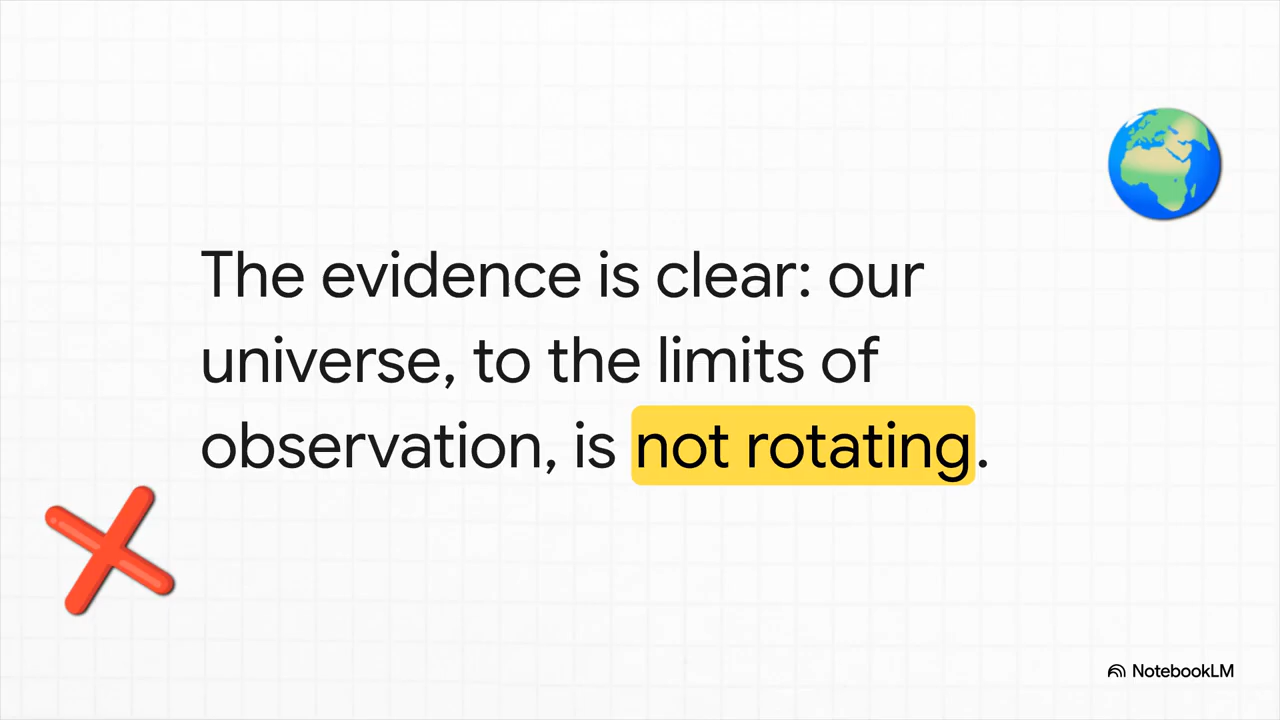 The evidence is clear: our
universe, to the limits of
observation, is not rotating.
NotebookLM